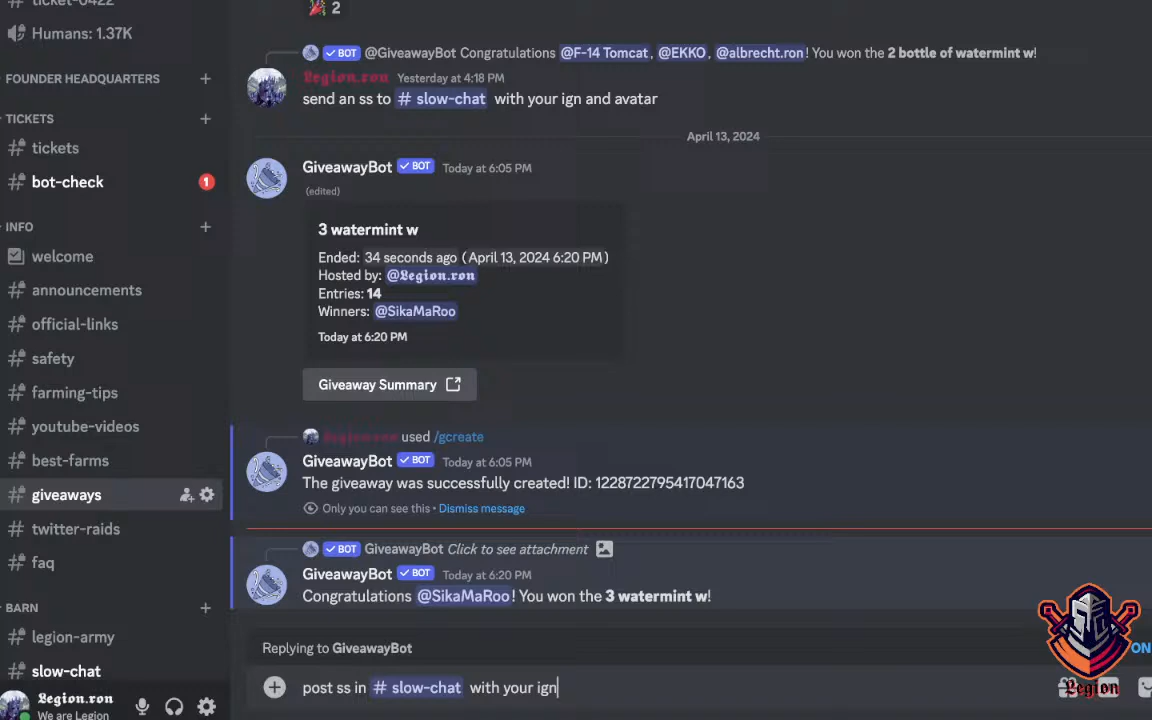 ticket-0422
Humans: 1.37K
FOUNDER HEADQUARTERS
TICKETS
tickets
bot-check
1
INFO
welcome
announcements
official-links
safety
farming-tips
youtube-videos
best-farms
giveaways
twitter-raids
faq
BARN
legion-army
slow-chat
𝕷egion.ron
We are Legion
2
BOT @GiveawayBot Congratulations @F-14 Tomcat, @EKKO, @albrecht.ron! You won the 2 bottle of watermint w!
𝕷egion.ron Yesterday at 4:18 PM
send an ss to # slow-chat with your ign and avatar
April 13, 2024
GiveawayBot BOT Today at 6:05 PM
(edited)
3 watermint w
Ended: 34 seconds ago (April 13, 2024 6:20 PM)
Hosted by: @𝕷egion.ron
Entries: 14
Winners: @SikaMaRoo
Today at 6:20 PM
Giveaway Summary
𝕷egion.ron used /gcreate
GiveawayBot BOT Today at 6:05 PM
The giveaway was successfully created! ID: 1228722795417047163
Only you can see this • Dismiss message
BOT GiveawayBot Click to see attachment
GiveawayBot BOT Today at 6:20 PM
Congratulations @SikaMaRoo! You won the 3 watermint w!
Replying to GiveawayBot
ON
post ss in # slow-chat with your ign
Legion